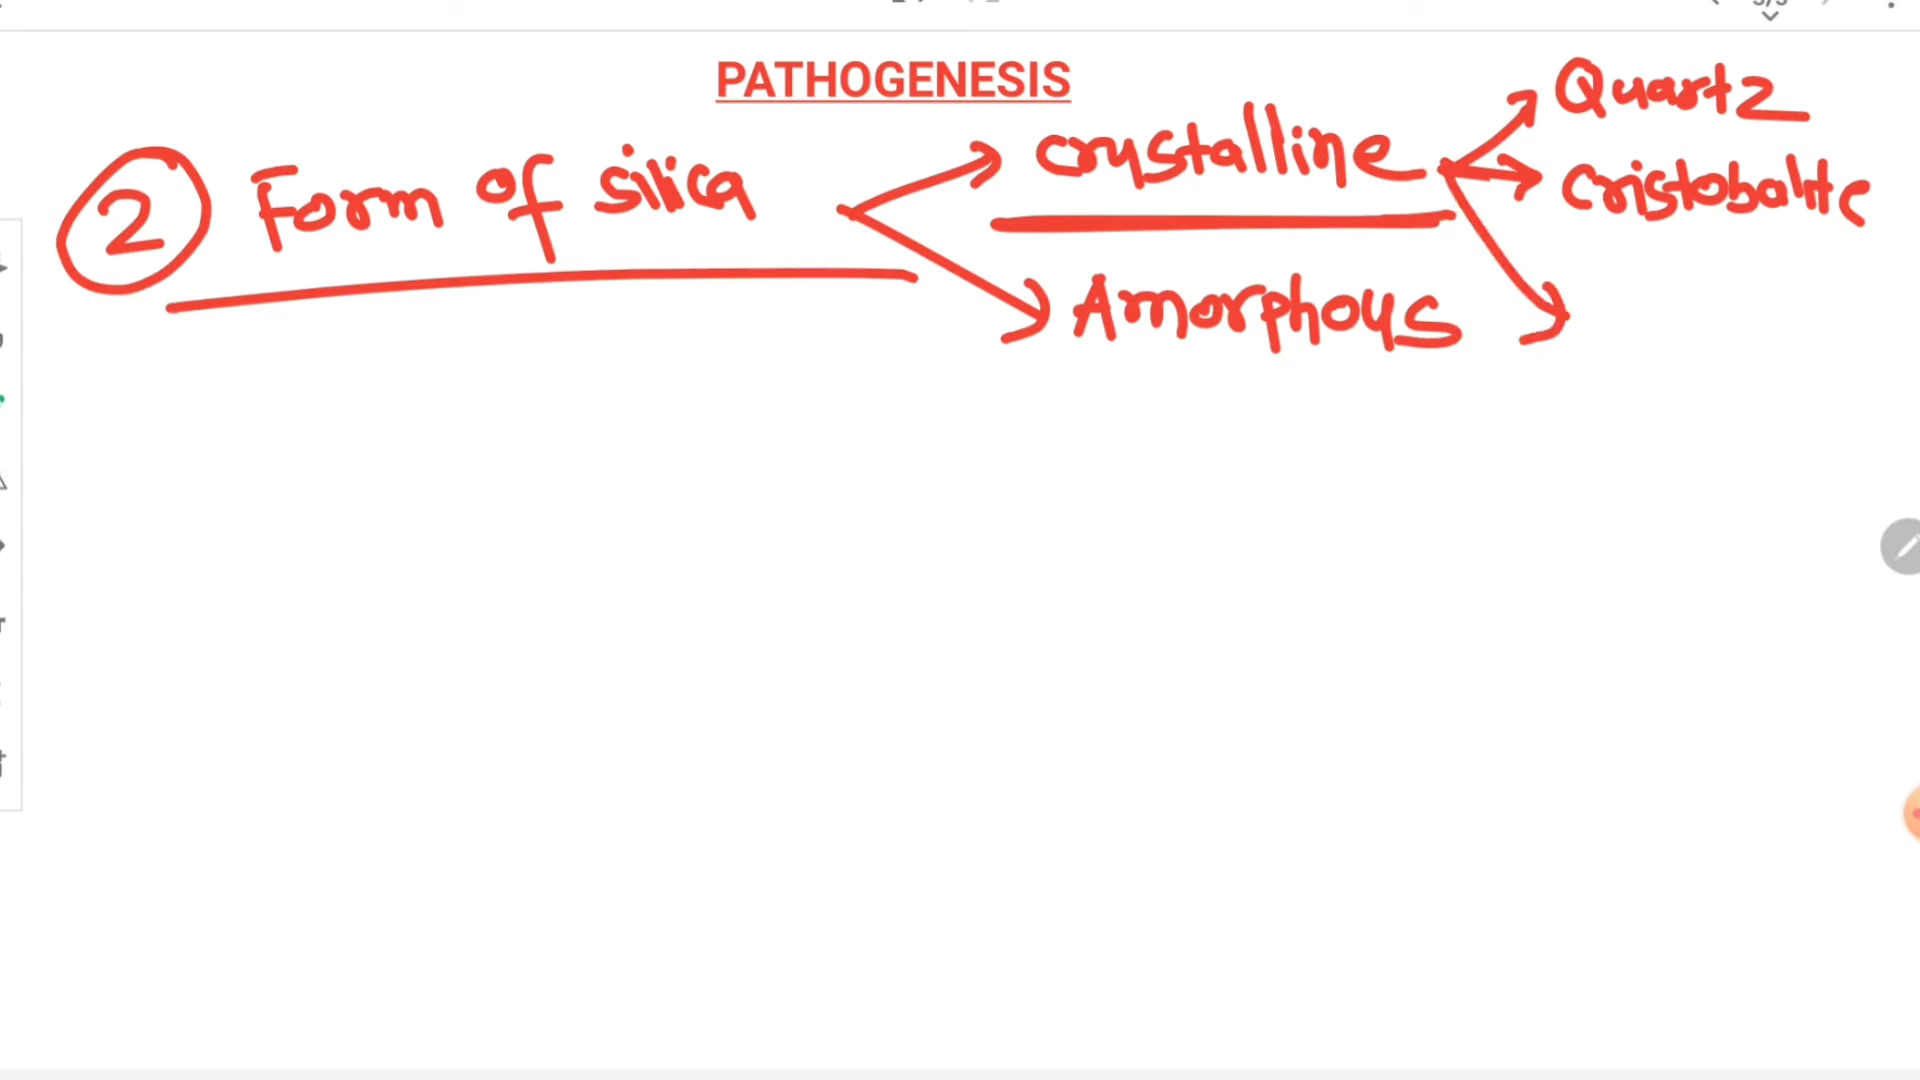 PATHOGENESIS
② Form of silica → crystalline → Quartz
→ Cristobalite
→ Amorphous →